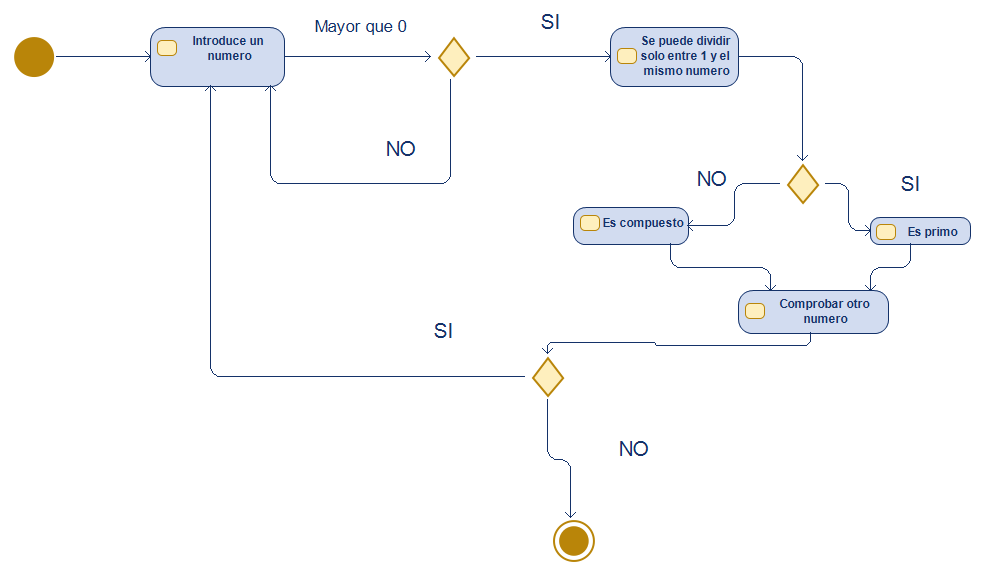 Introduce un
numero
Mayor que 0
SI
Se puede dividir
solo entre 1 y el
mismo numero
NO
NO
SI
Es compuesto
Es primo
Comprobar otro
numero
SI
NO